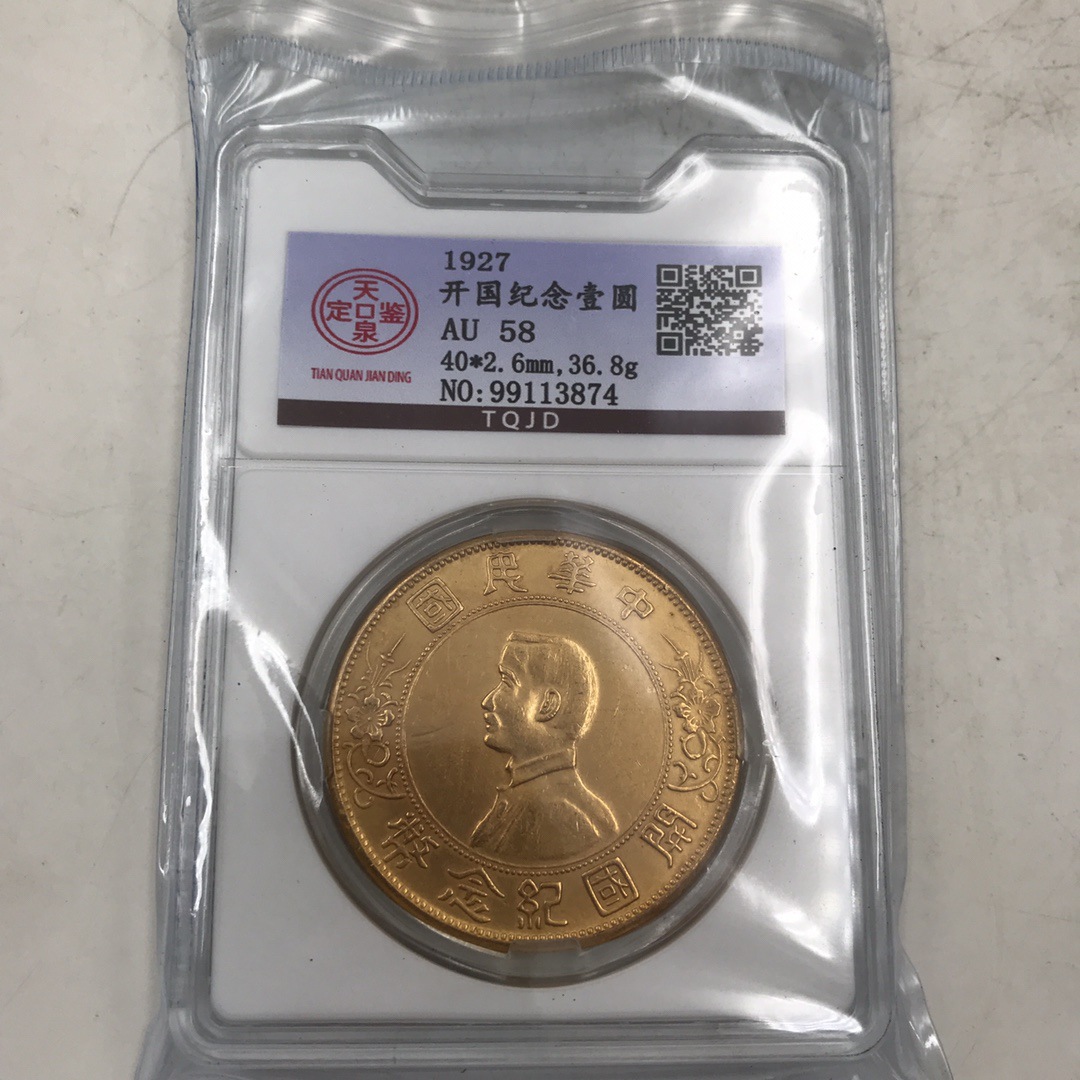 1927
开国纪念壹圆
AU 58
40*2.6mm,36.8g
NO:99113874
天口泉
鉴定
TIAN QUAN JIAN DING
TQJD
中華民國
開國紀念幣